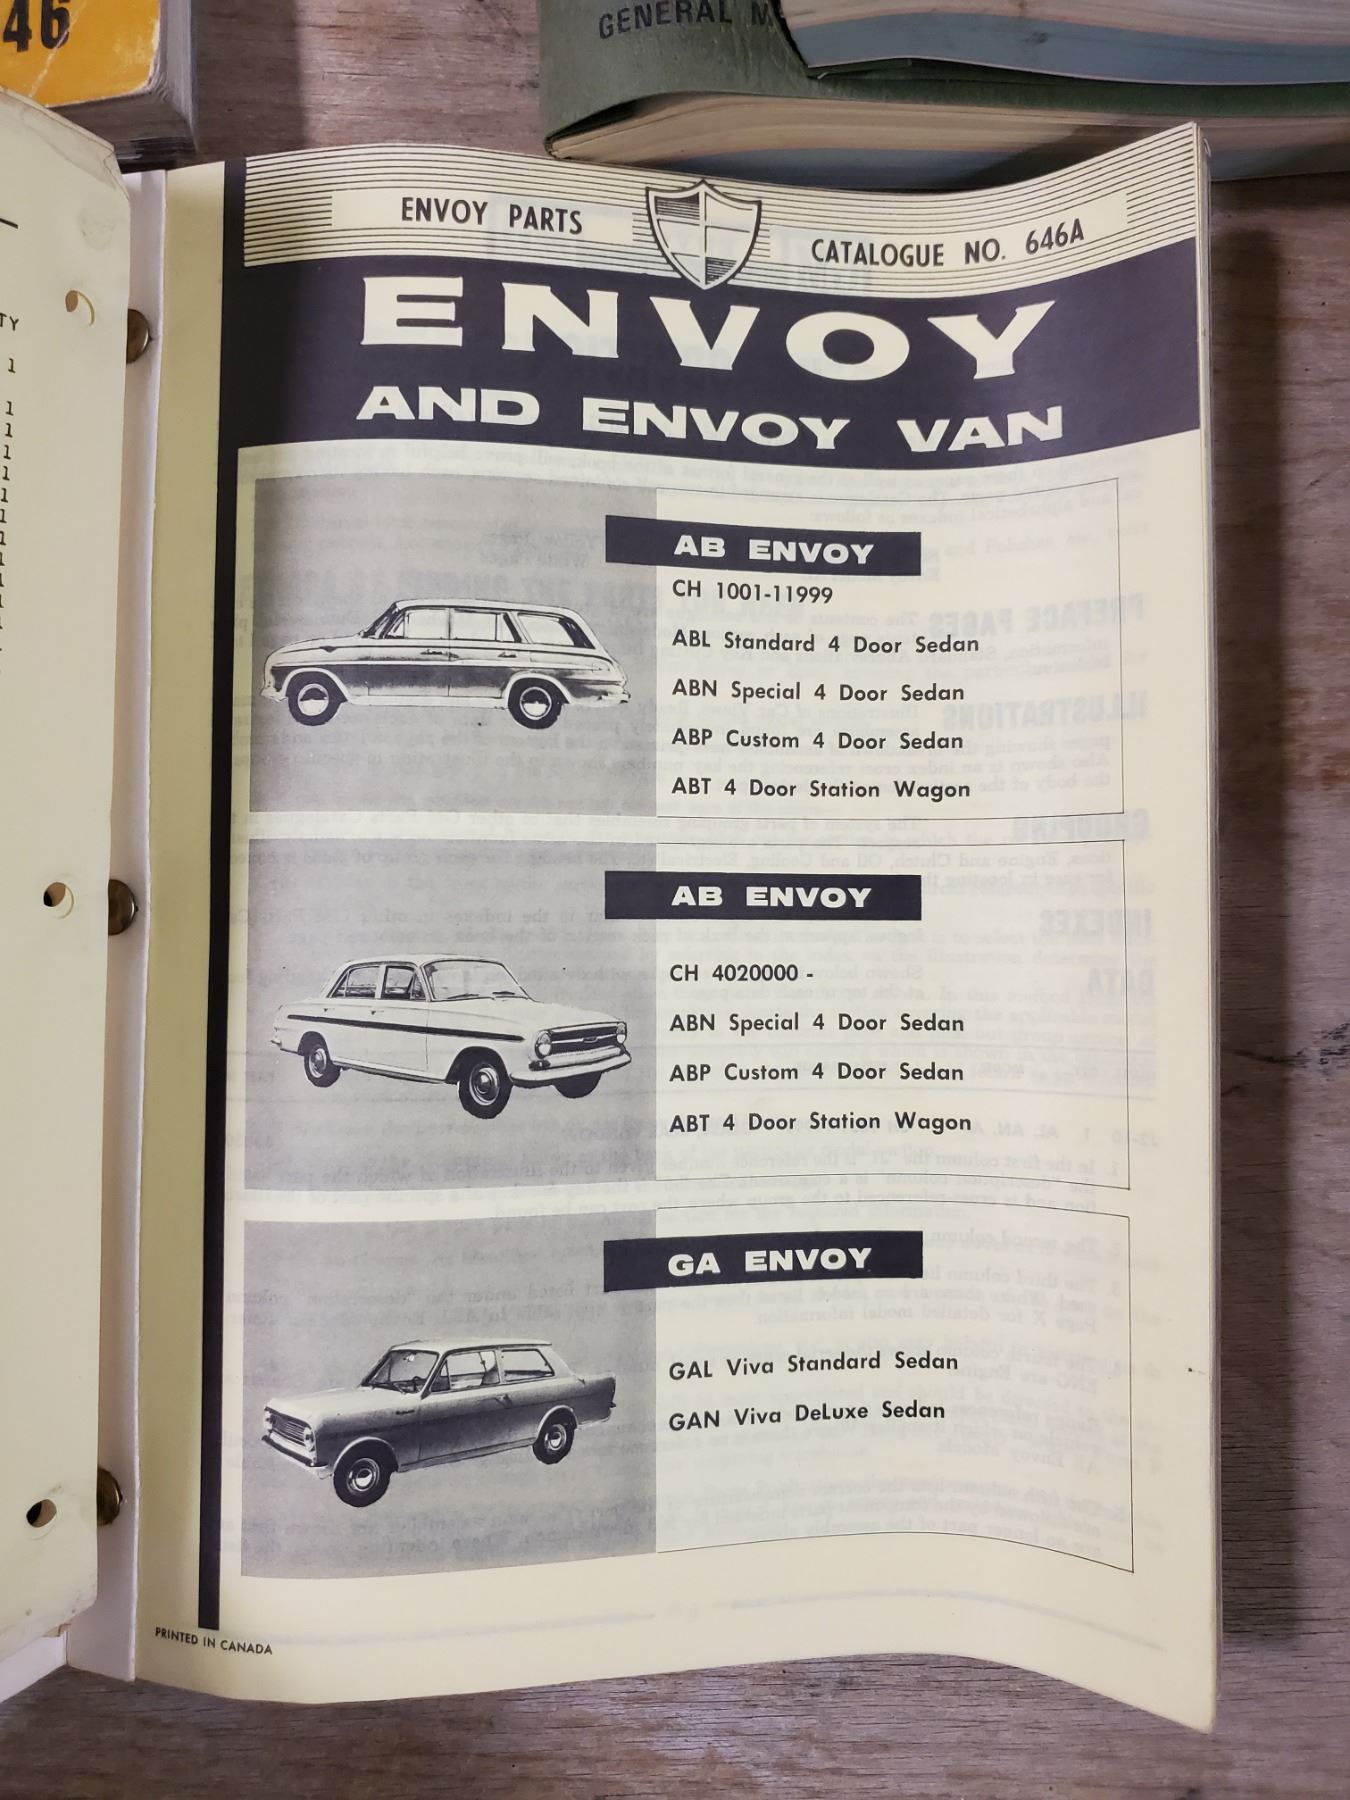 46
GENERAL M
TY
1
1
1
1
1
1
1
1
1
1
1
1
ENVOY PARTS
CATALOGUE NO. 646A
ENVOY
AND ENVOY VAN
AB ENVOY
CH 1001-11999
ABL Standard 4 Door Sedan
ABN Special 4 Door Sedan
ABP Custom 4 Door Sedan
ABT 4 Door Station Wagon
AB ENVOY
CH 4020000 -
ABN Special 4 Door Sedan
ABP Custom 4 Door Sedan
ABT 4 Door Station Wagon
GA ENVOY
GAL Viva Standard Sedan
GAN Viva DeLuxe Sedan
PRINTED IN CANADA